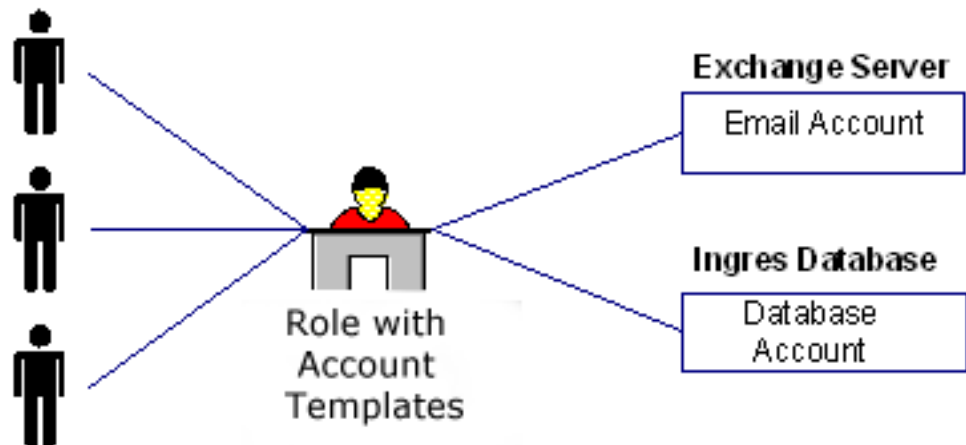 Exchange Server
Email Account
Ingres Database
Database
Account
Role with
Account
Templates